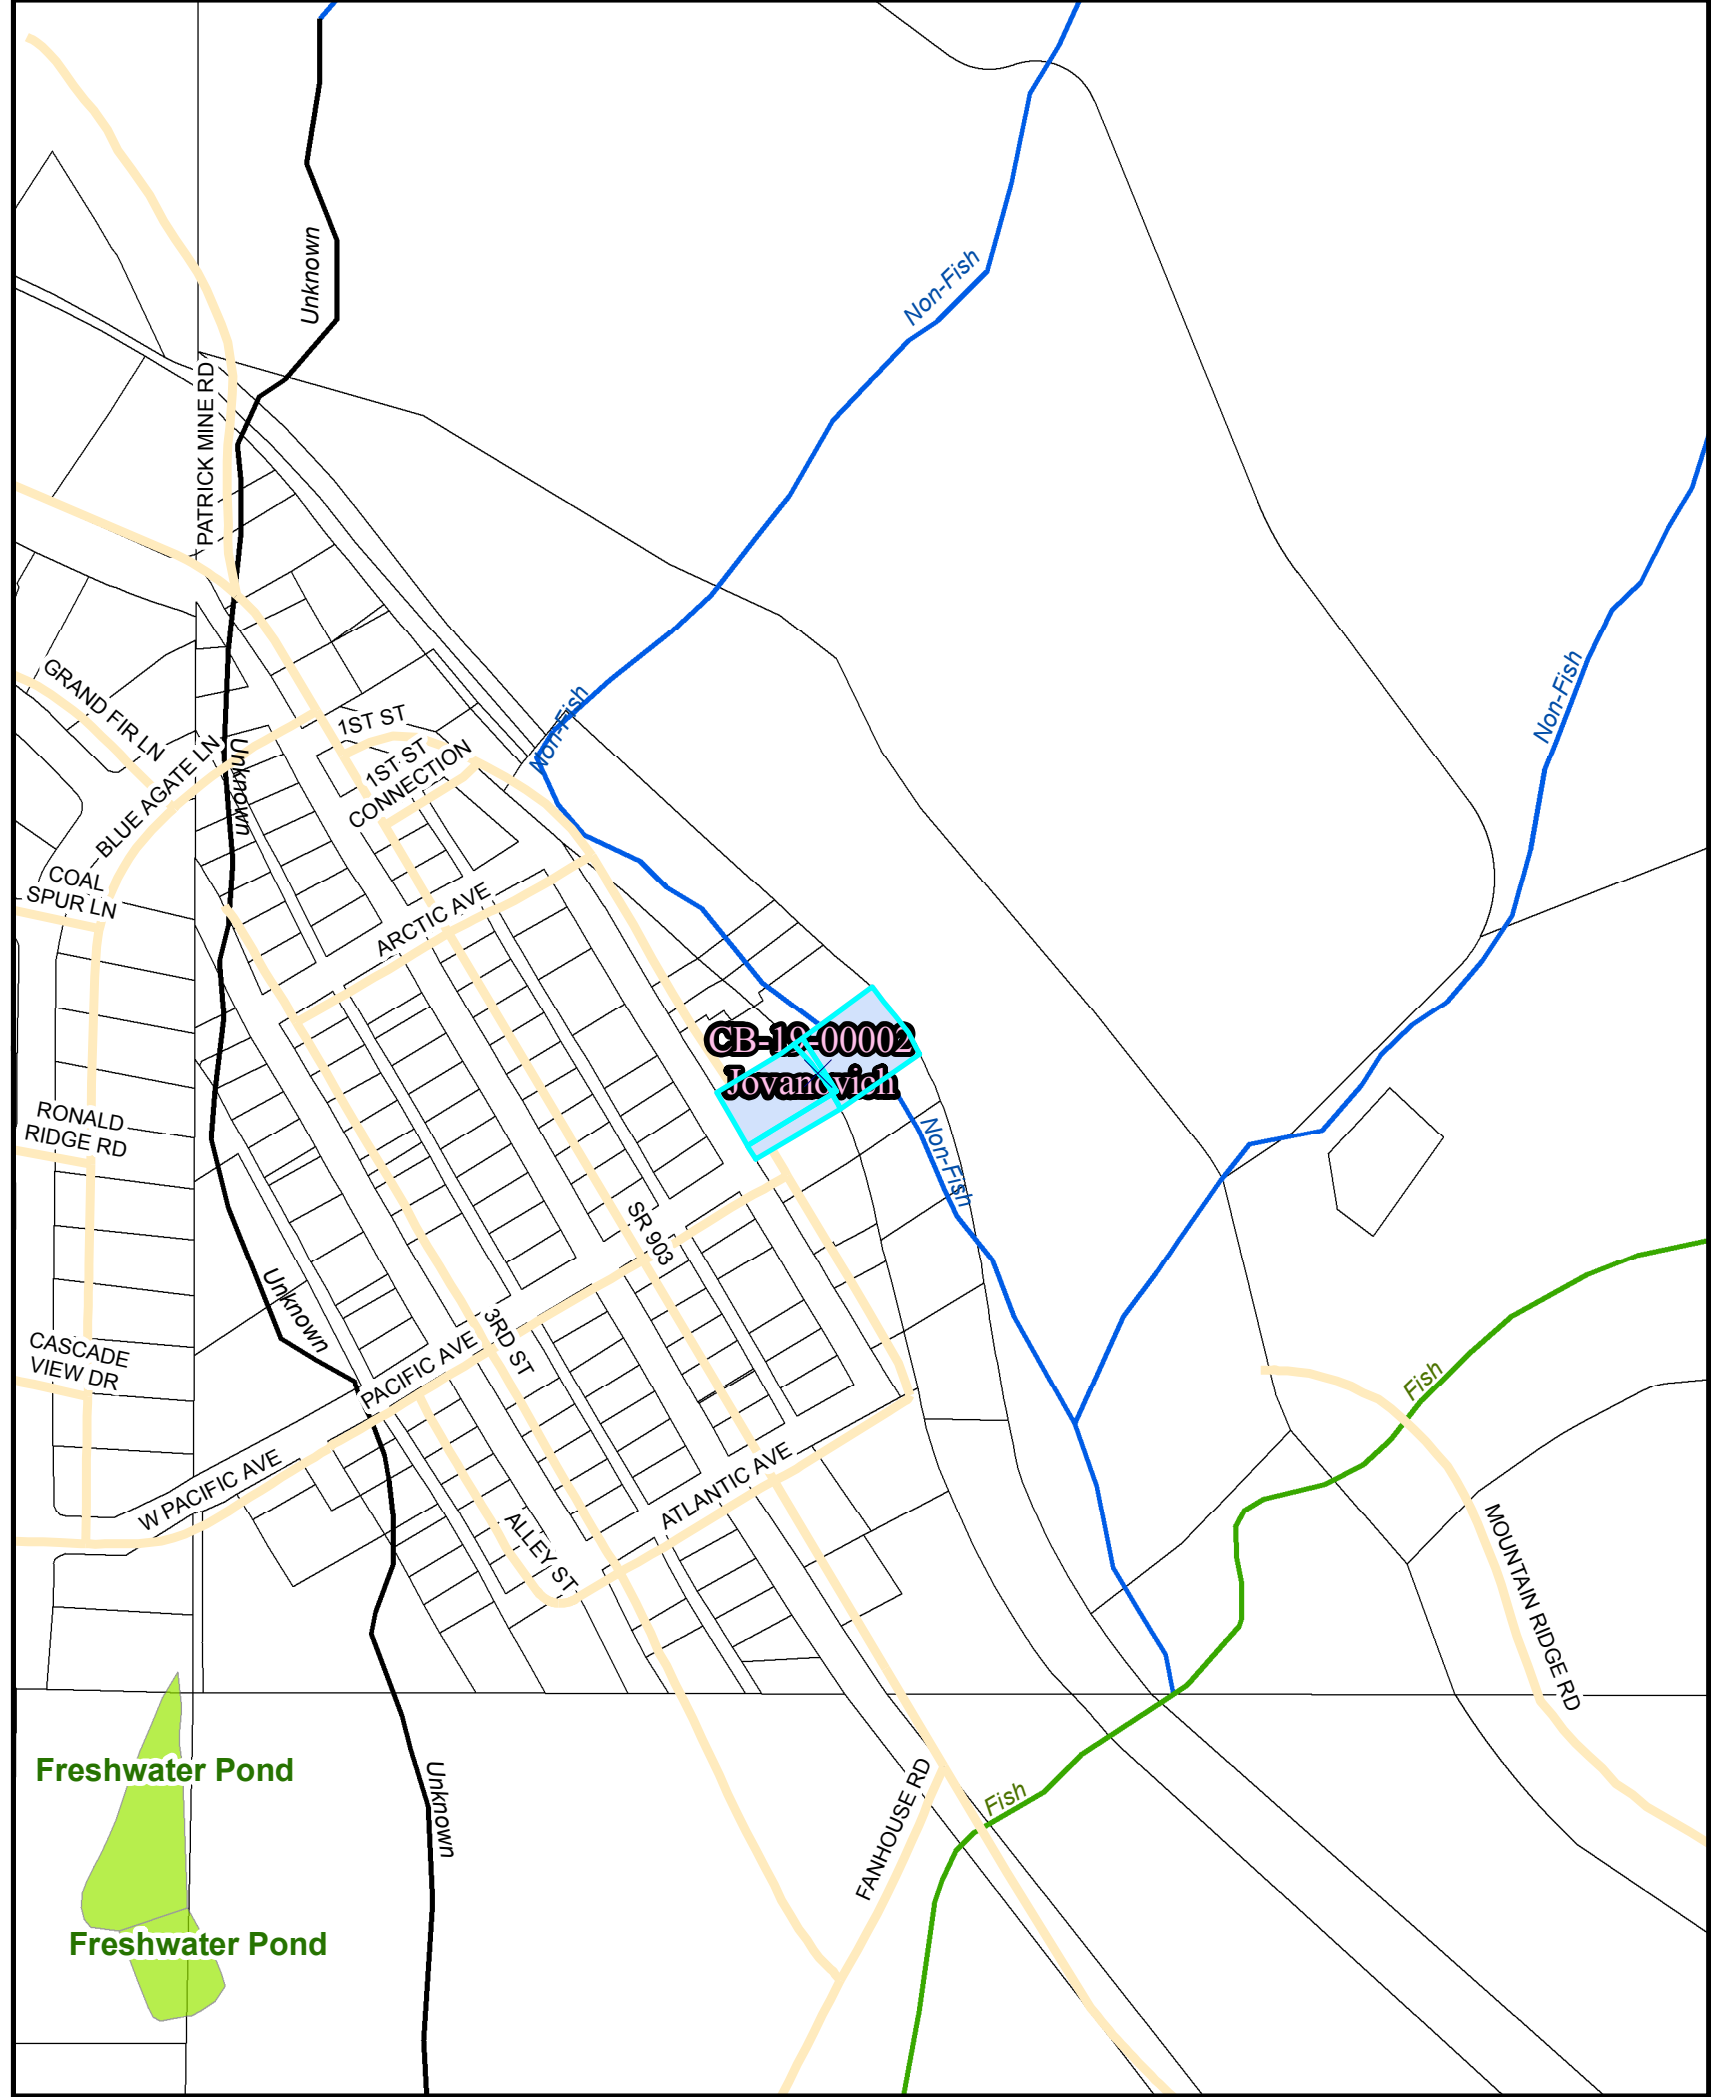 Unknown
Non-Fish
PATRICK MINE RD
Non-Fish
GRAND FIR LN
1ST ST
Non-Fish
1ST ST
CONNECTION
BLUE AGATE LN
Unknown
COAL
SPUR LN
ARCTIC AVE
CB-19-00002
Jovanovich
RONALD
RIDGE RD
Non-Fish
SR 903
Unknown
3RD ST
CASCADE
VIEW DR
PACIFIC AVE
Fish
W PACIFIC AVE
ATLANTIC AVE
ALLEY ST
MOUNTAIN RIDGE RD
Freshwater Pond
Unknown
Fish
FANHOUSE RD
Freshwater Pond